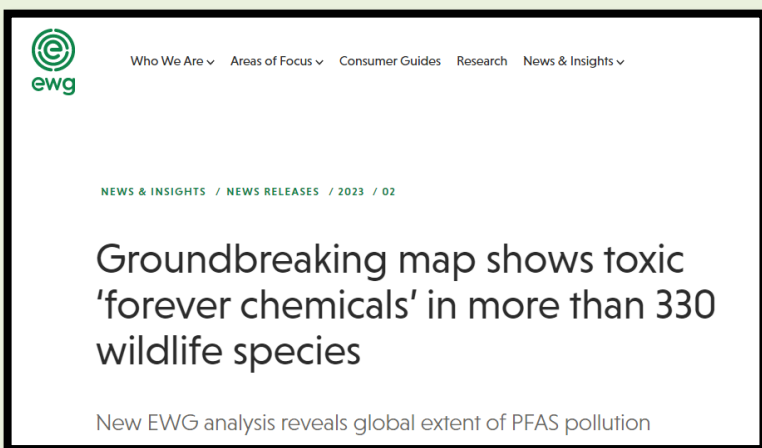 ewg
Who We Are Areas of Focus Consumer Guides Research News & Insights
NEWS & INSIGHTS / NEWS RELEASES / 2023 / 02
Groundbreaking map shows toxic
‘forever chemicals’ in more than 330
wildlife species
New EWG analysis reveals global extent of PFAS pollution